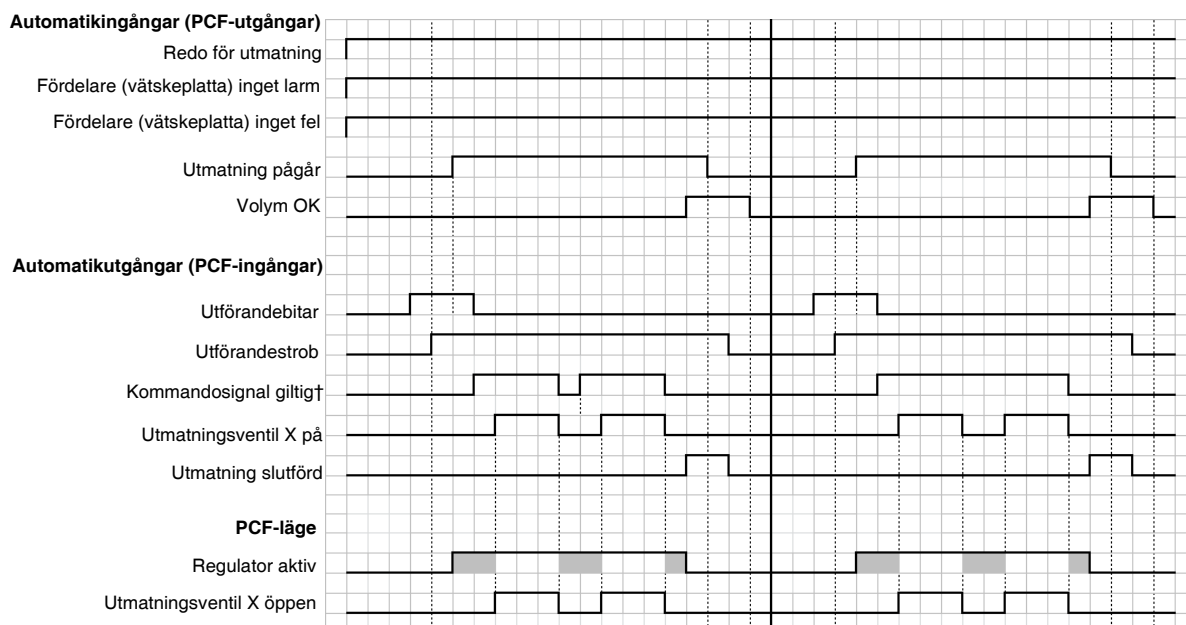 Automatikingångar (PCF-utgångar)
Redo för utmatning
Fördelare (vätskeplatta) inget larm
Fördelare (vätskeplatta) inget fel
Utmatning pågår
Volym OK
Automatikutgångar (PCF-ingångar)
Utförandebitar
Utförandestrob
Kommandosignal giltig†
Utmatningsventil X på
Utmatning slutförd
PCF-läge
Regulator aktiv
Utmatningsventil X öppen